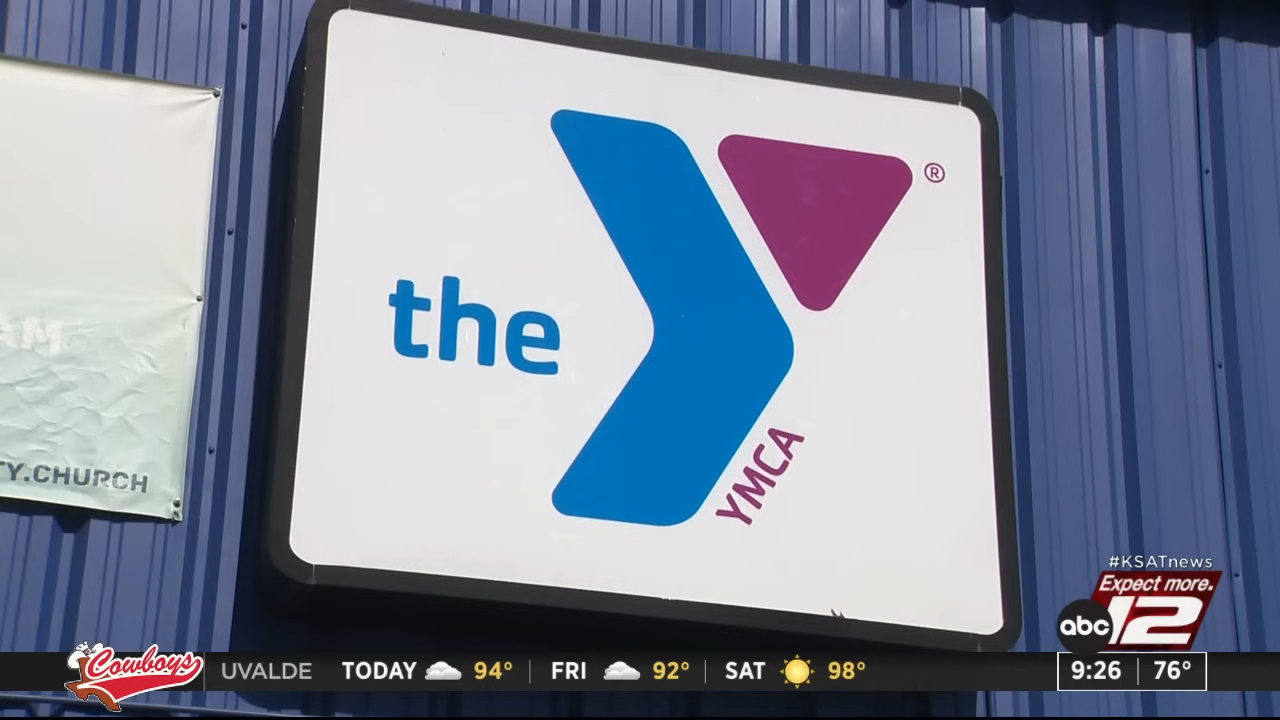 the
®
YMCA
TY.CHURCH
#KSATnews
Expect more.
abc 12
Cowboys UVALDE TODAY 94° FRI 92° SAT 98° 9:26 76°